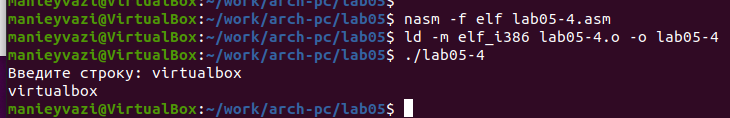 manieyvazi@VirtualBox:~/work/arch-pc/lab05$ nasm -f elf lab05-4.asm
manieyvazi@VirtualBox:~/work/arch-pc/lab05$ ld -m elf_i386 lab05-4.o -o lab05-4
manieyvazi@VirtualBox:~/work/arch-pc/lab05$ ./lab05-4
Введите строку: virtualbox
virtualbox
manieyvazi@VirtualBox:~/work/arch-pc/lab05$